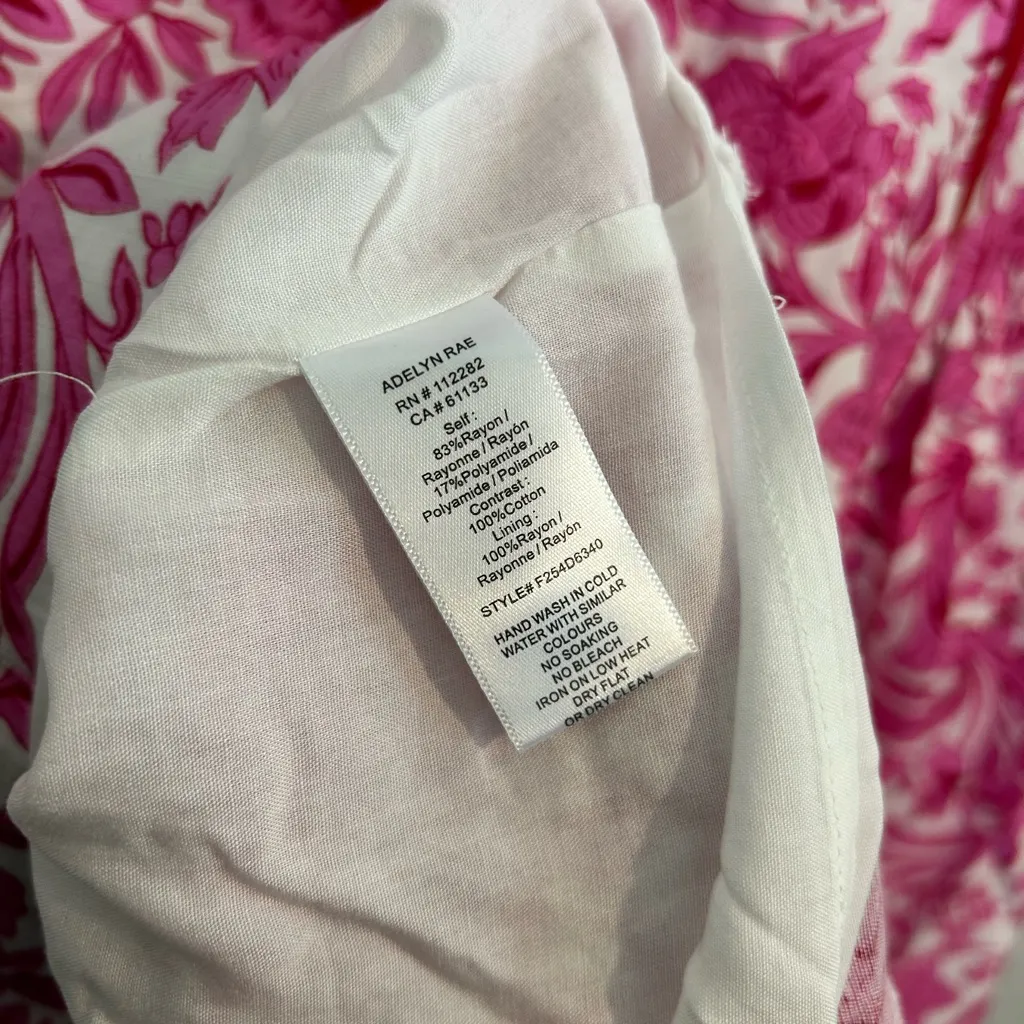 ADELYN RAE
RN # 112282
CA # 61133
Self :
83%Rayon /
Rayonne / Rayón
17%Polyamide /
Polyamide / Poliamida
Contrast :
100%Cotton
Lining :
100%Rayon /
Rayonne / Rayón
STYLE# F254D6340
HAND WASH IN COLD
WATER WITH SIMILAR
COLOURS
NO SOAKING
NO BLEACH
IRON ON LOW HEAT
DRY FLAT
OR DRY CLEAN